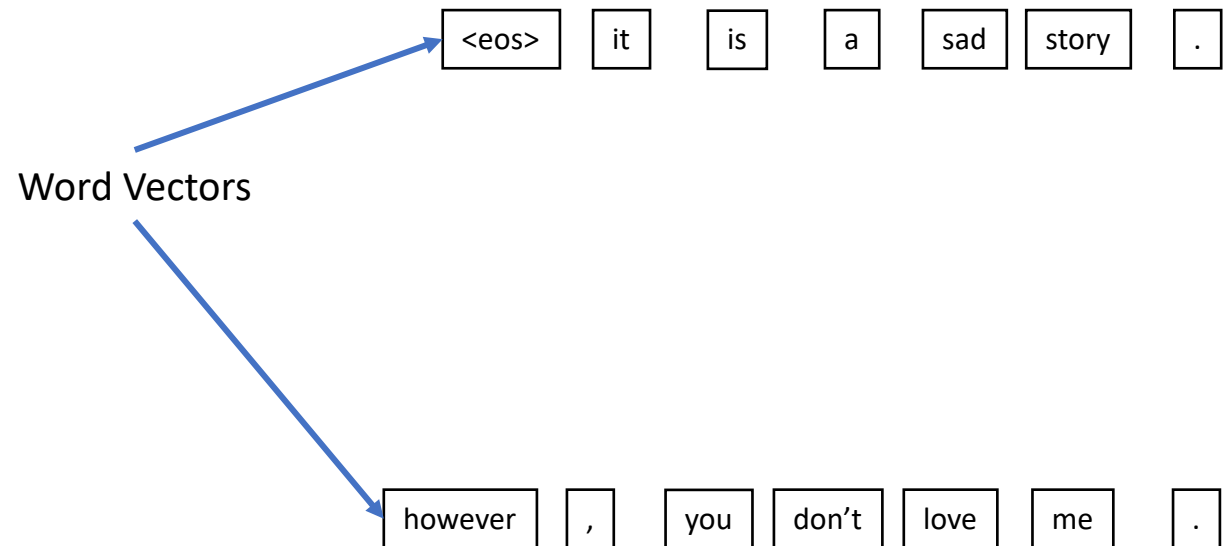 <eos> it is a sad story .
Word Vectors
however , you don’t love me .